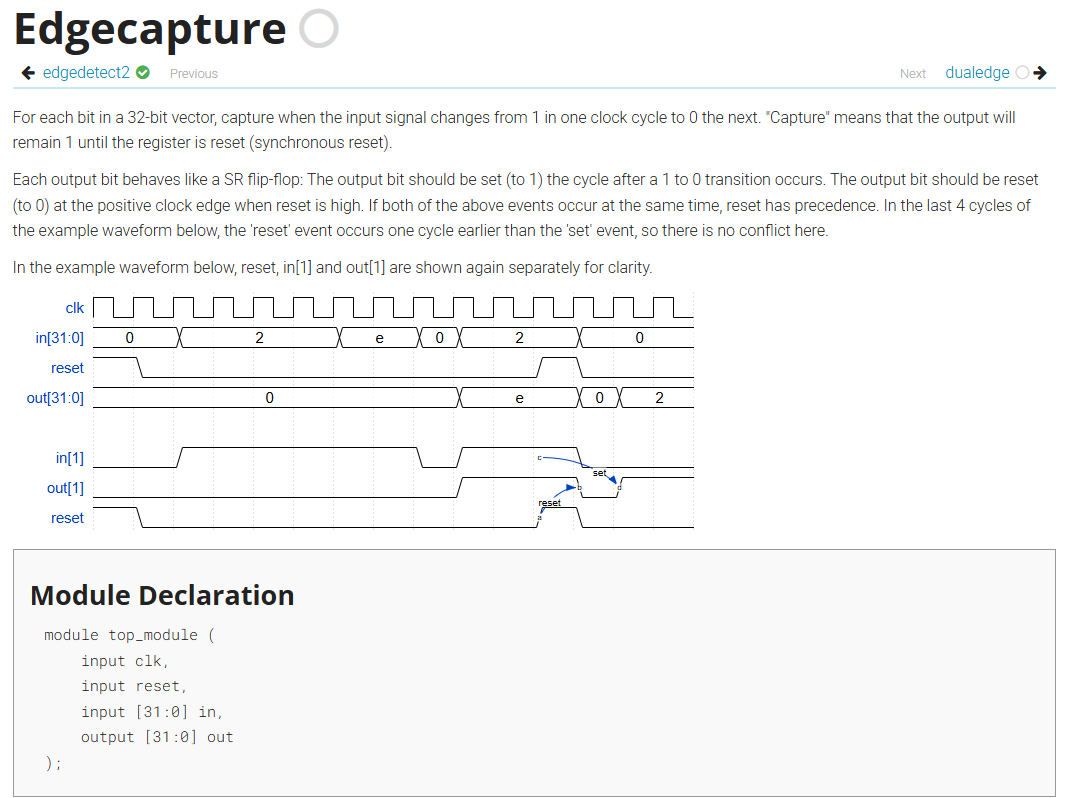 Edgecapture
edgedetect2 Previous Next dualedge
For each bit in a 32-bit vector, capture when the input signal changes from 1 in one clock cycle to 0 the next. "Capture" means that the output will
remain 1 until the register is reset (synchronous reset).
Each output bit behaves like a SR flip-flop: The output bit should be set (to 1) the cycle after a 1 to 0 transition occurs. The output bit should be reset
(to 0) at the positive clock edge when reset is high. If both of the above events occur at the same time, reset has precedence. In the last 4 cycles of
the example waveform below, the 'reset' event occurs one cycle earlier than the 'set' event, so there is no conflict here.
In the example waveform below, reset, in[1] and out[1] are shown again separately for clarity.
clk
in[31:0] 0 2 e 0 2 0
reset
out[31:0] 0 e 0 2
in[1] c
set
out[1] b d
reset
reset a
Module Declaration
module top_module (
    input clk,
    input reset,
    input [31:0] in,
    output [31:0] out
);